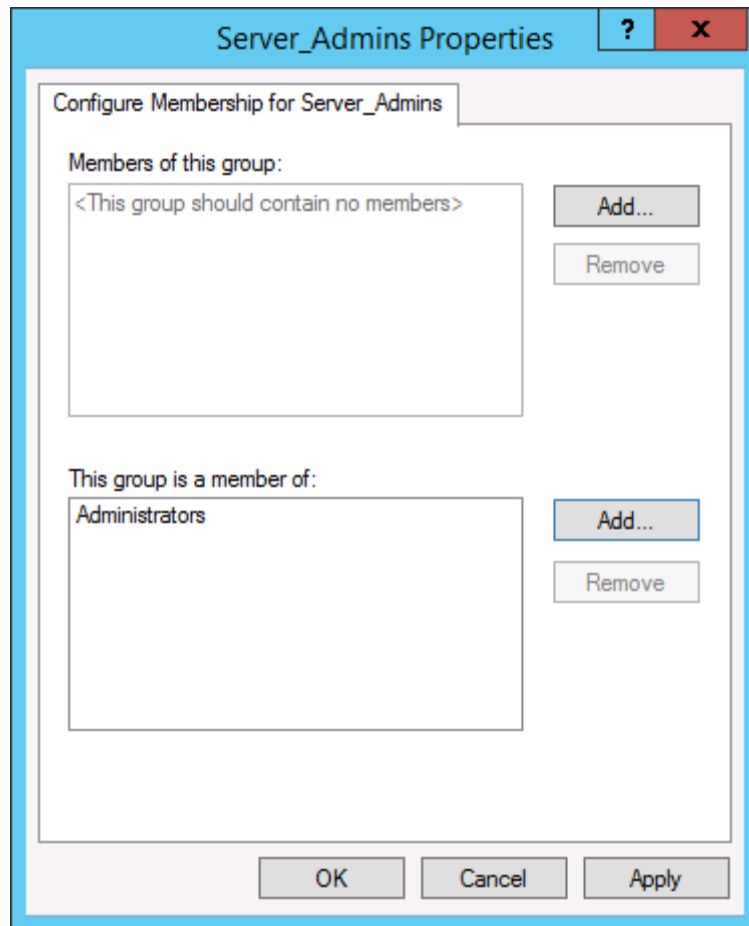 Server_Admins Properties
?
x
Configure Membership for Server_Admins
Members of this group:
<This group should contain no members>
Add...
Remove
This group is a member of:
Administrators
Add...
Remove
OK
Cancel
Apply